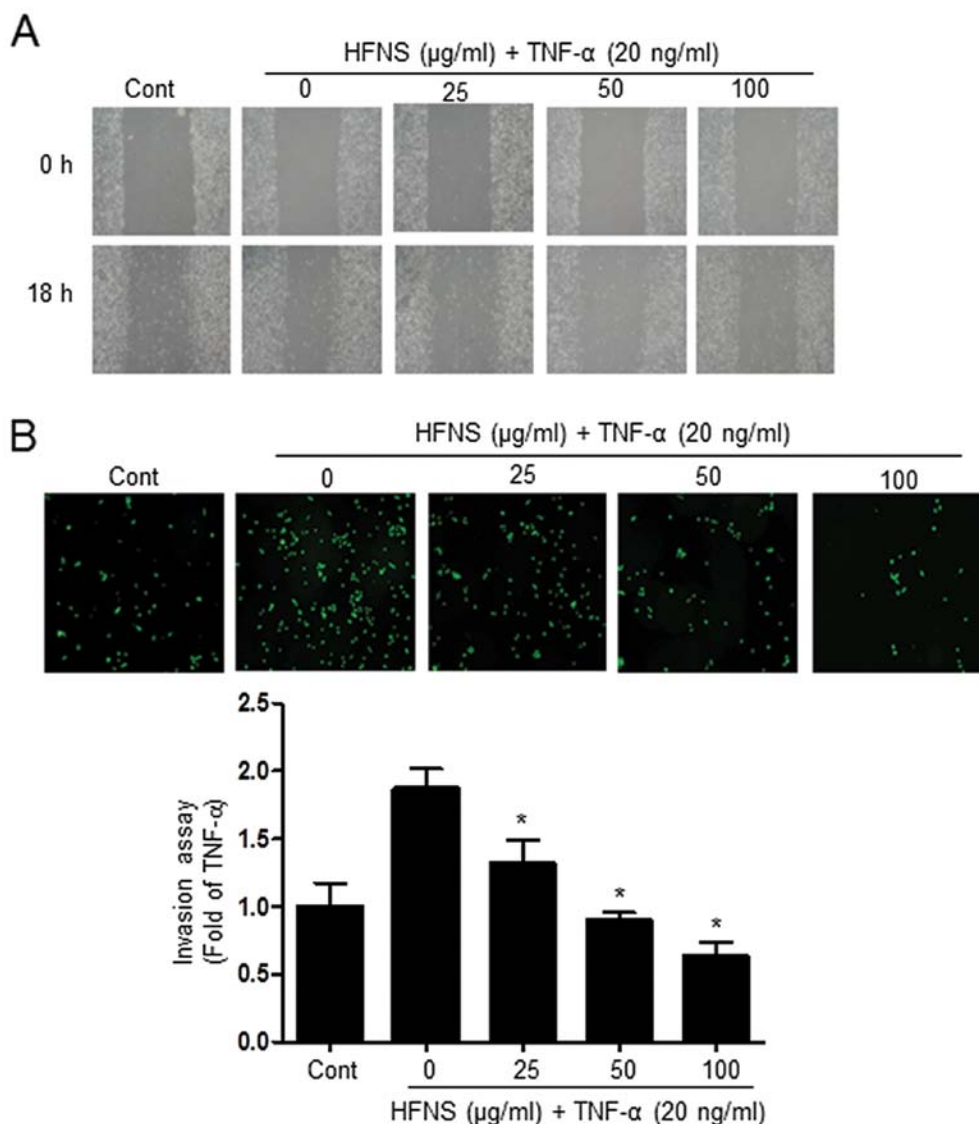 A
HFNS (µg/ml) + TNF-α (20 ng/ml)
Cont 0 25 50 100
0 h
18 h
B
HFNS (µg/ml) + TNF-α (20 ng/ml)
Cont 0 25 50 100
Invasion assay
(Fold of TNF-α)
2.5
2.0
1.5
1.0
0.5
0.0
* * *
Cont 0 25 50 100
HFNS (µg/ml) + TNF-α (20 ng/ml)